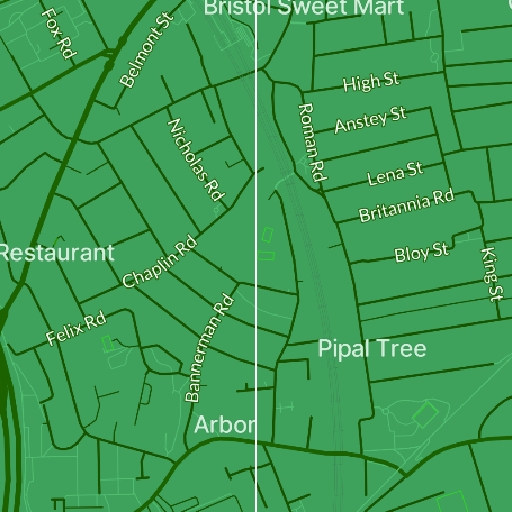 Bristol Sweet Mart
Fox Rd
Belmont St
High St
Roman Rd
Anstey St
Nicholas Rd
Lena St
Britannia Rd
Restaurant
Chaplin Rd
Bloy St
King St
Felix Rd
Bannerman Rd
Pipal Tree
Arbor